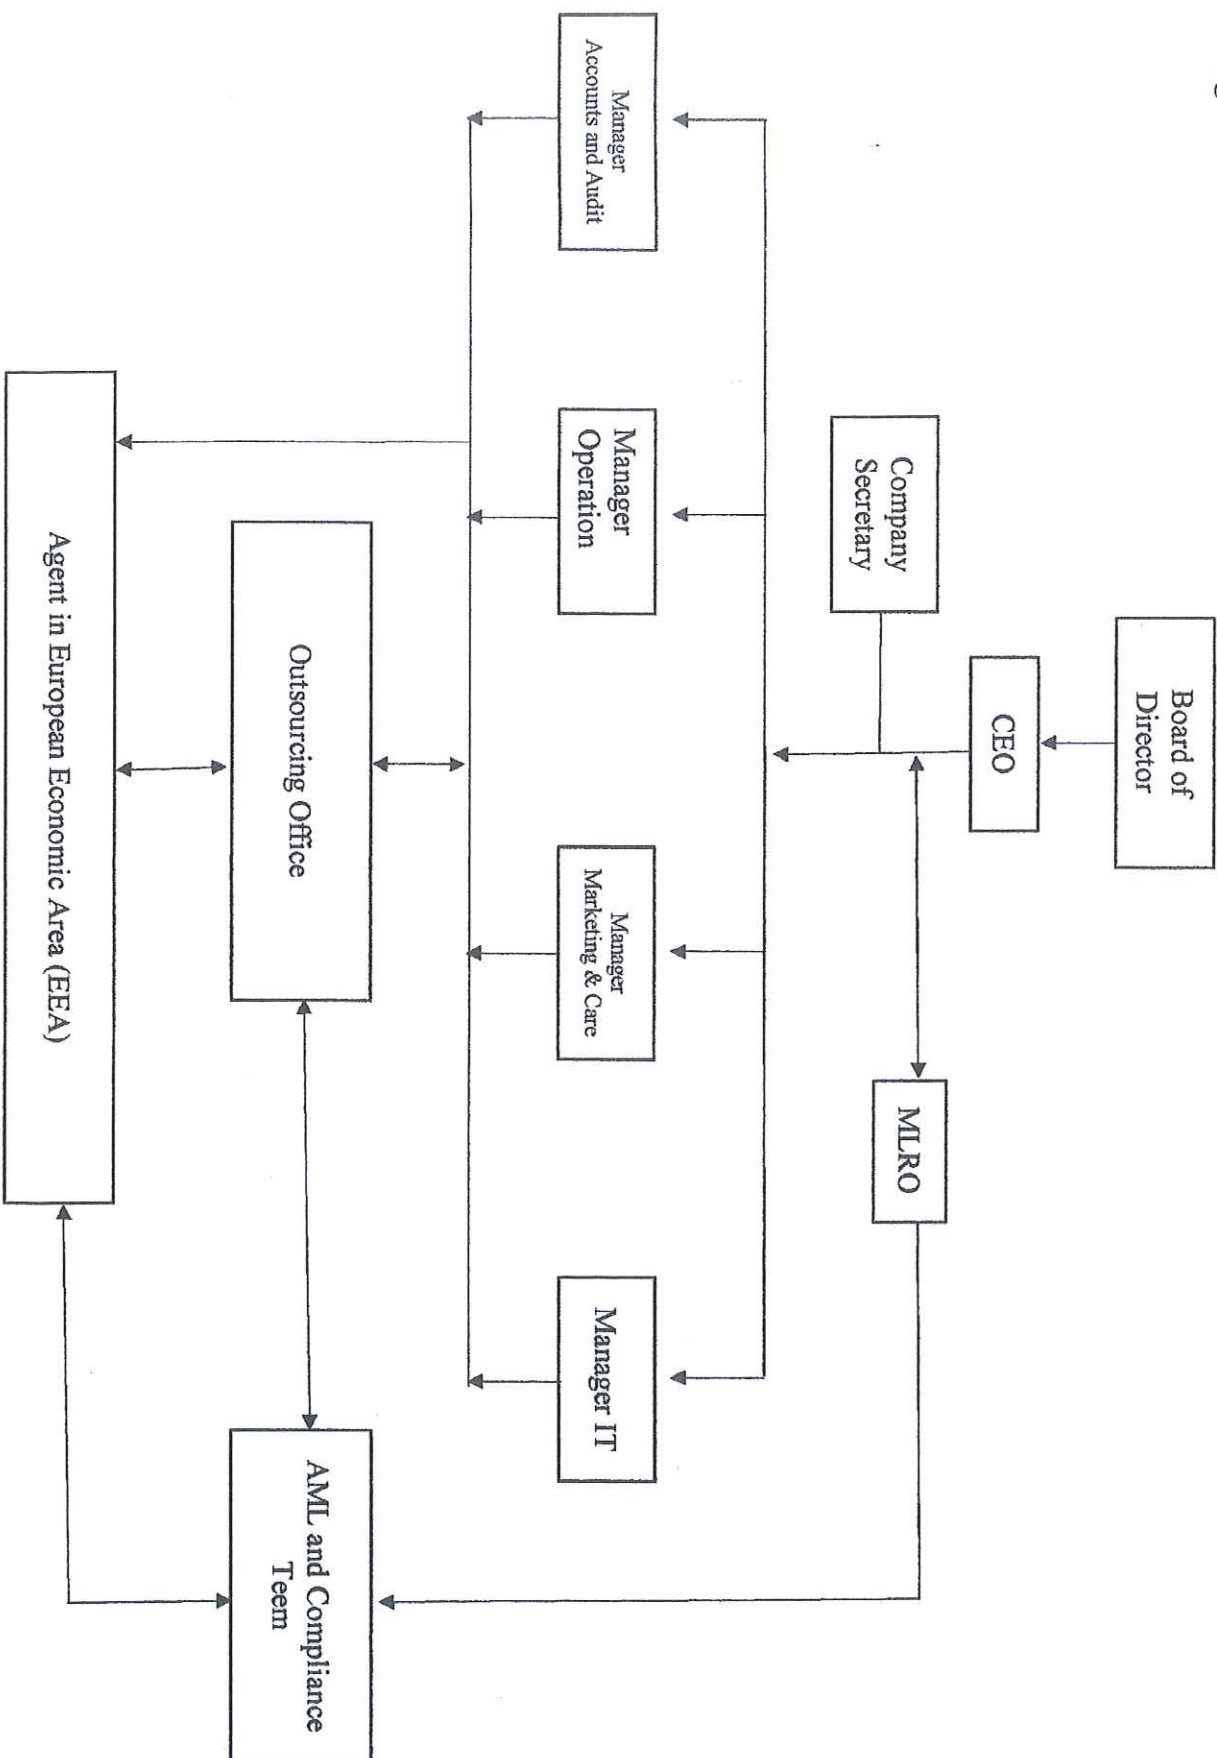 Board of
Director
CEO
Company
Secretary
MLRO
Manager
Accounts and Audit
Manager
Operation
Manager
Marketing & Care
Manager IT
Outsourcing Office
AML and Compliance
Teem
Agent in European Economic Area (EEA)